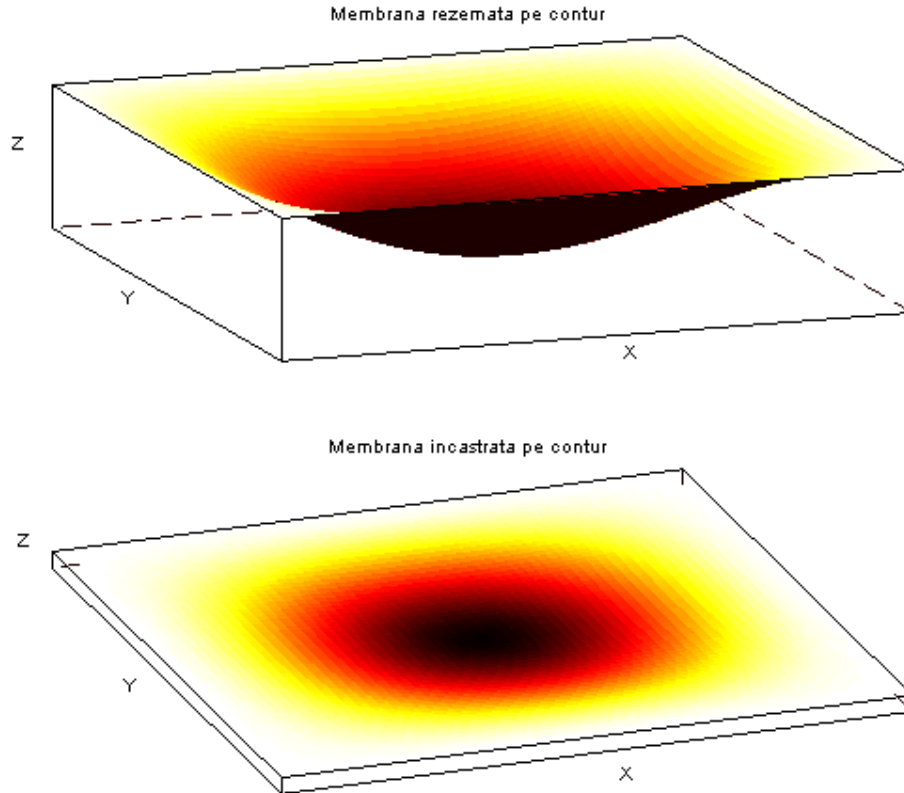 Membrana rezemata pe contur
Z
Y
X
Membrana incastrata pe contur
Z
Y
X